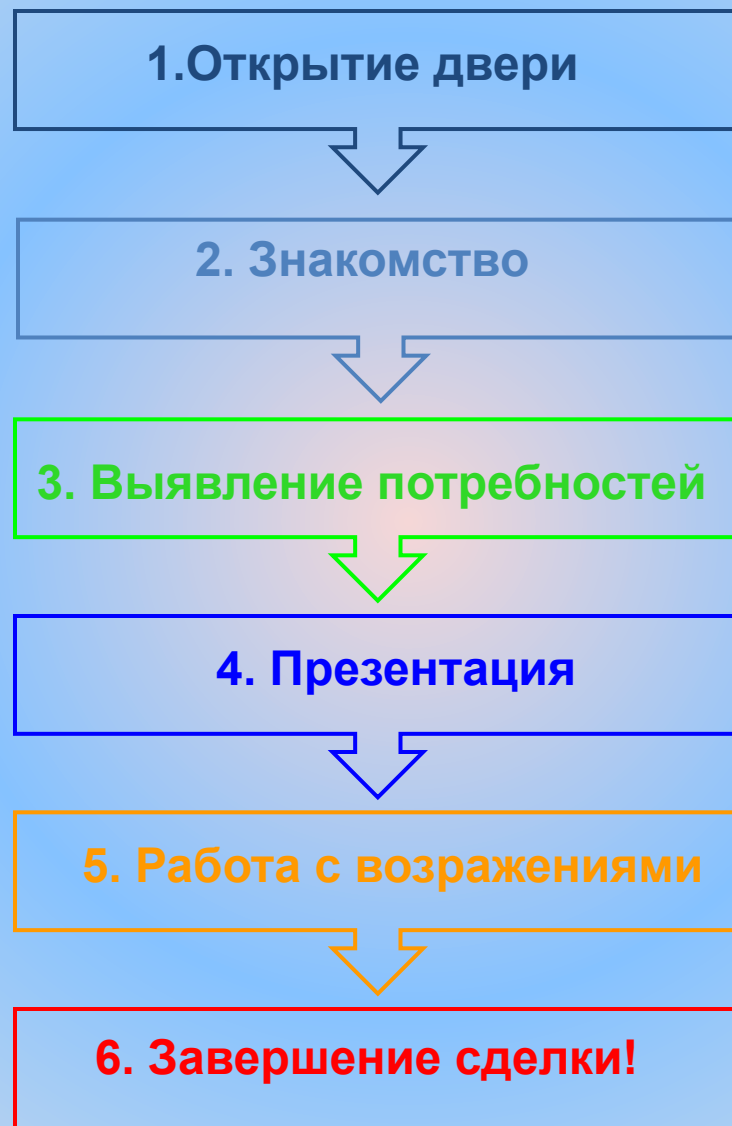 1.Открытие двери
2. Знакомство
3. Выявление потребностей
4. Презентация
5. Работа с возражениями
6. Завершение сделки!